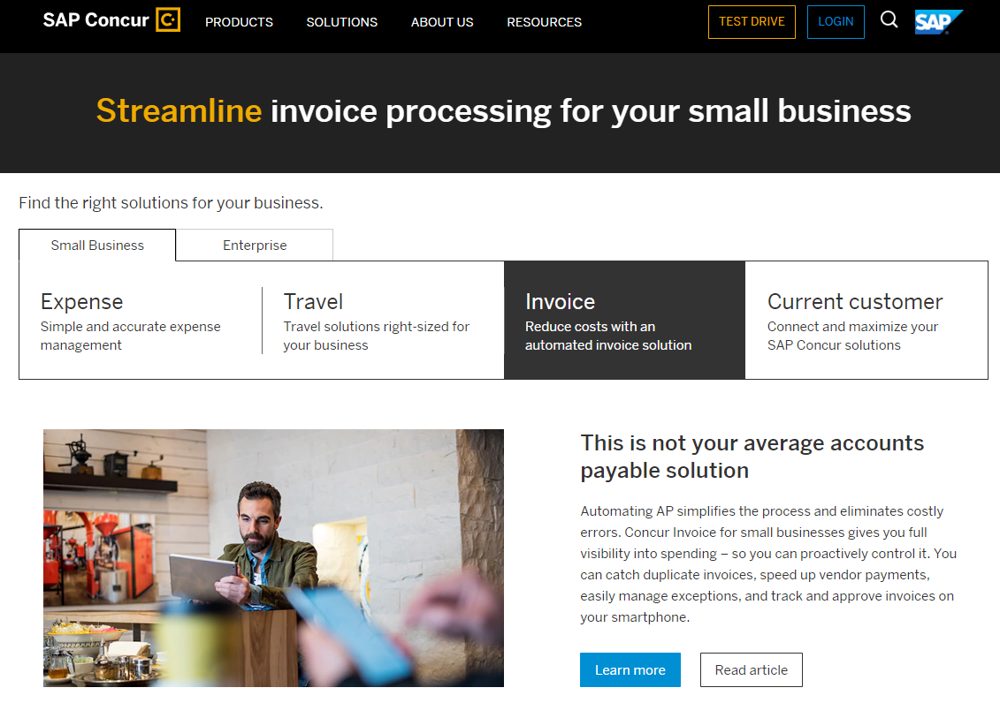 SAP Concur C
PRODUCTS
SOLUTIONS
ABOUT US
RESOURCES
TEST DRIVE
LOGIN
SAP
Streamline invoice processing for your small business
Find the right solutions for your business.
Small Business
Enterprise
Expense
Simple and accurate expense
management
Travel
Travel solutions right-sized for
your business
Invoice
Reduce costs with an
automated invoice solution
Current customer
Connect and maximize your
SAP Concur solutions
This is not your average accounts
payable solution
Automating AP simplifies the process and eliminates costly
errors. Concur Invoice for small businesses gives you full
visibility into spending – so you can proactively control it. You
can catch duplicate invoices, speed up vendor payments,
easily manage exceptions, and track and approve invoices on
your smartphone.
Learn more
Read article